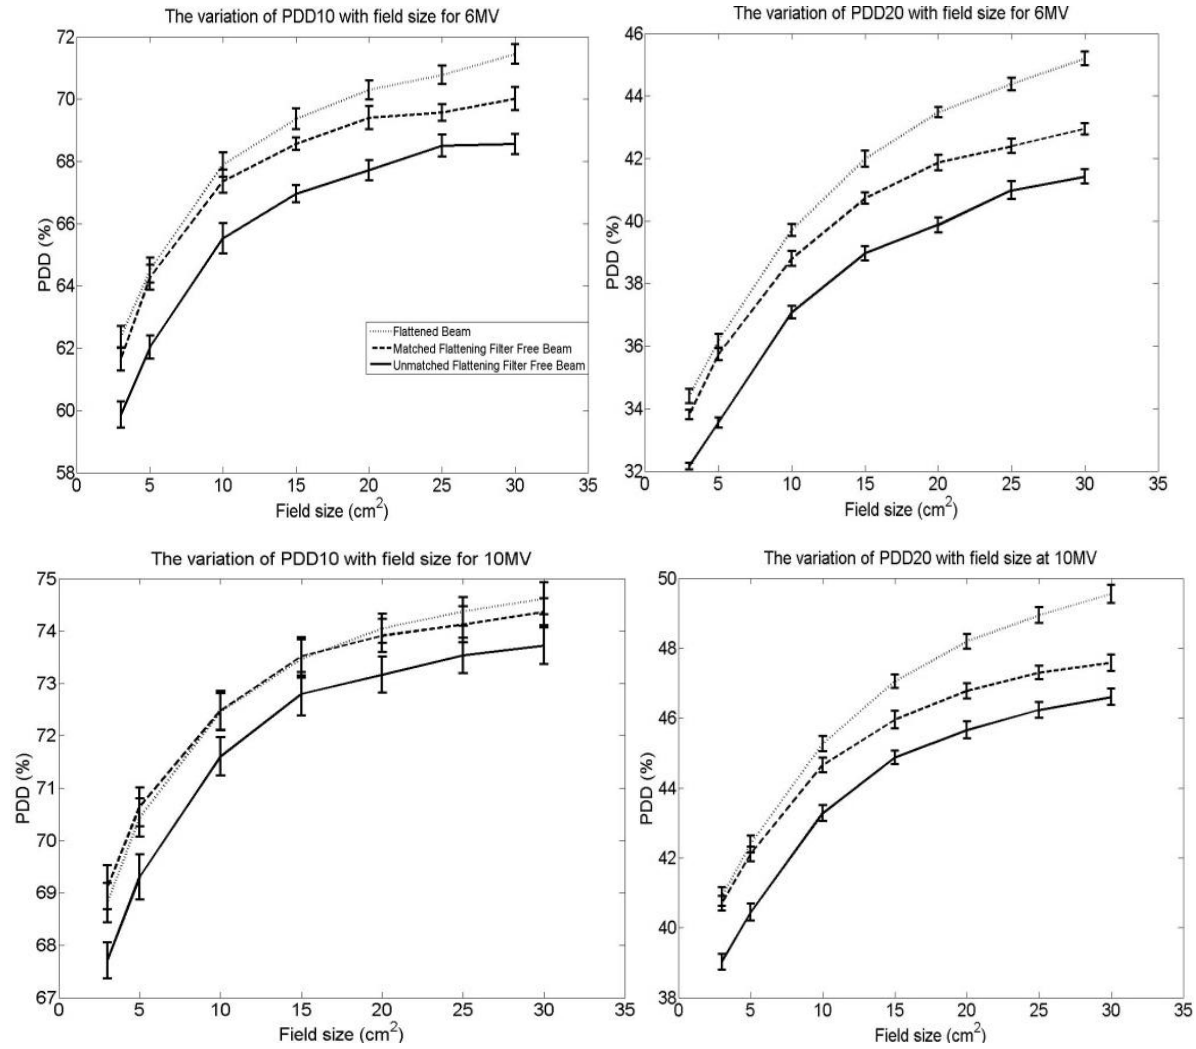 The variation of PDD10 with field size for 6MV
72
70
68
66
64
62
60
58
PDD (%)
Flattened Beam
Matched Flattening Filter Free Beam
Unmatched Flattening Filter Free Beam
0 5 10 15 20 25 30 35
Field size (cm²)
The variation of PDD20 with field size for 6MV
46
44
42
40
38
36
34
32
PDD (%)
0 5 10 15 20 25 30 35
Field size (cm²)
The variation of PDD10 with field size for 10MV
75
74
73
72
71
70
69
68
67
PDD (%)
0 5 10 15 20 25 30 35
Field size (cm²)
The variation of PDD20 with field size at 10MV
50
48
46
44
42
40
38
PDD (%)
0 5 10 15 20 25 30 35
Field size (cm²)